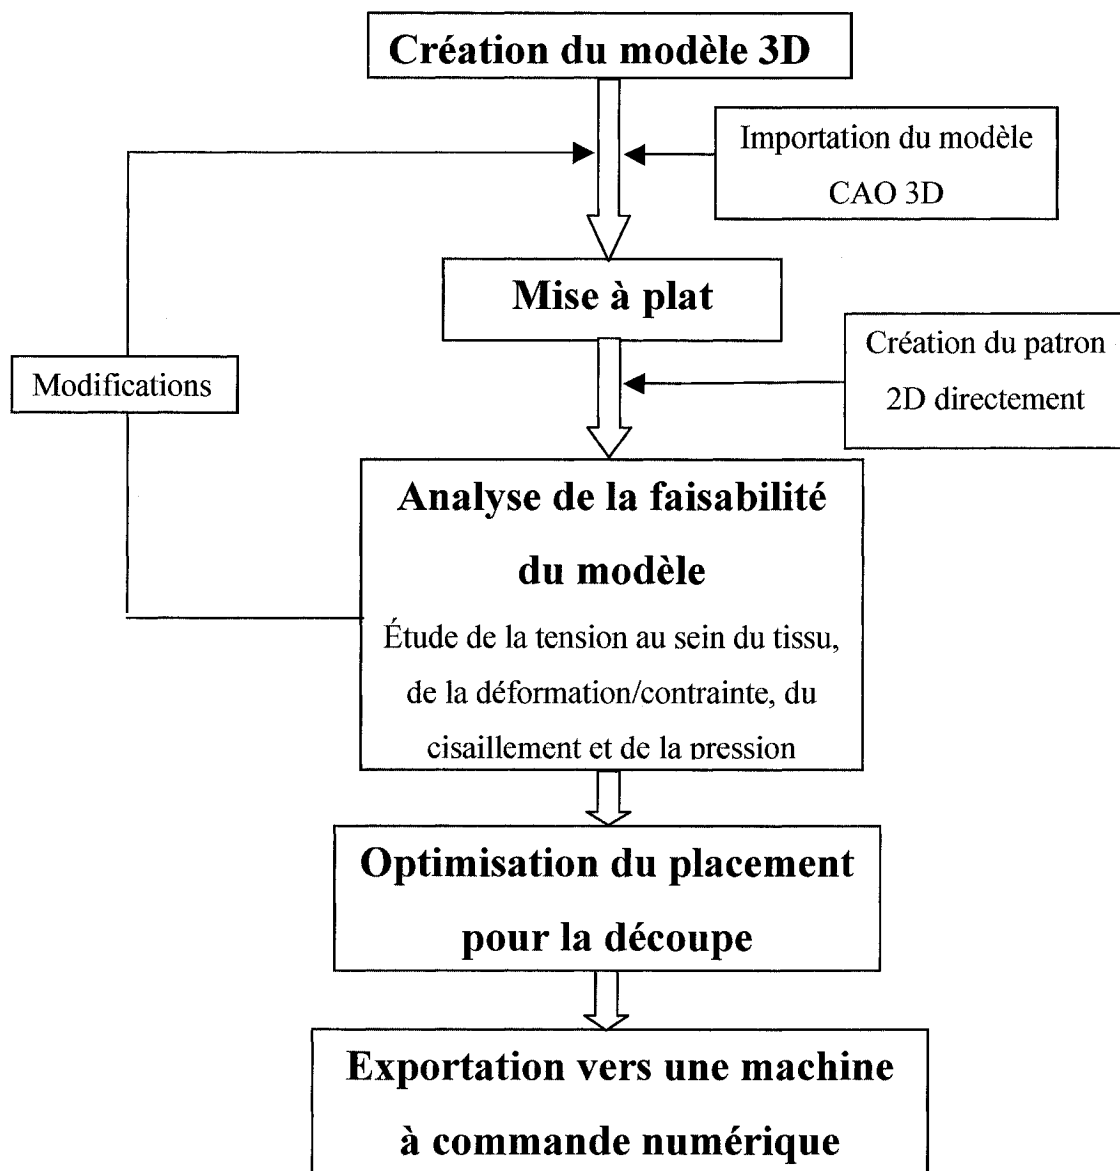 Création du modèle 3D
Importation du modèle
CAO 3D
Mise à plat
Création du patron
2D directement
Modifications
Analyse de la faisabilité
du modèle
Étude de la tension au sein du tissu,
de la déformation/contrainte, du
cisaillement et de la pression
Optimisation du placement
pour la découpe
Exportation vers une machine
à commande numérique